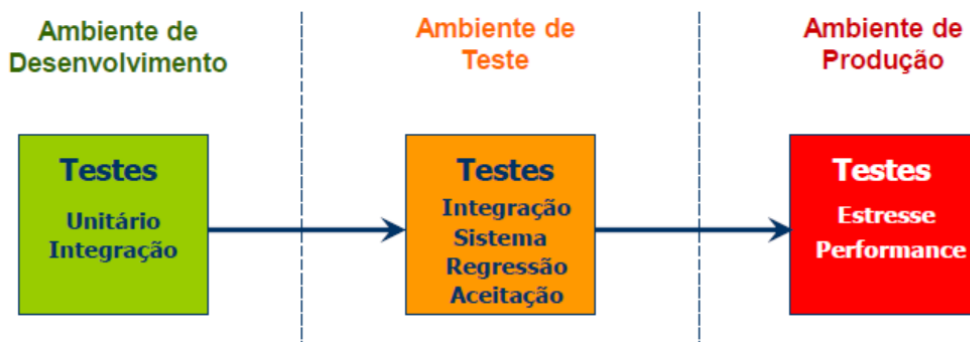 Ambiente de
Desenvolvimento
Ambiente de
Teste
Ambiente de
Produção
Testes
Unitário
Integração
Testes
Integração
Sistema
Regressão
Aceitação
Testes
Estresse
Performance